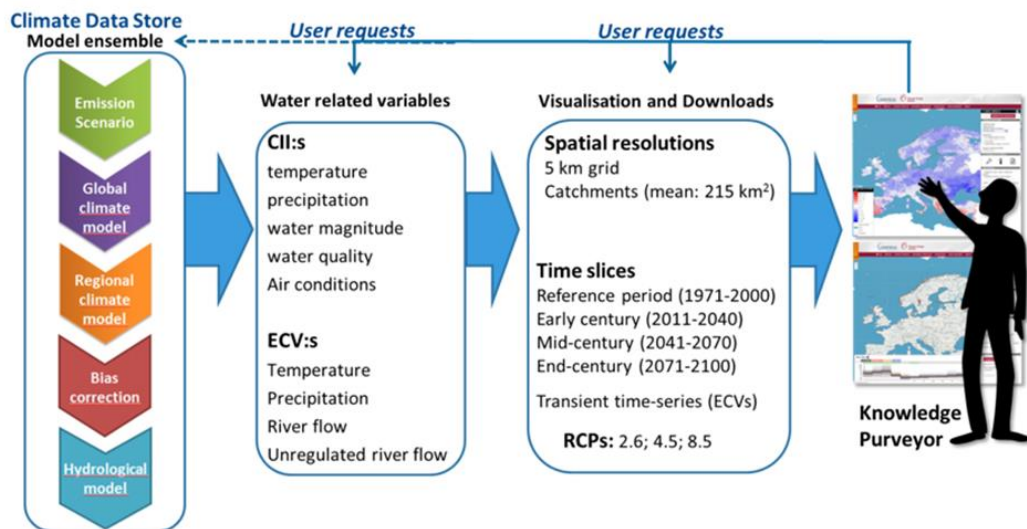 Climate Data Store
Model ensemble
User requests
User requests
Emission
Scenario
Global
climate
model
Regional
climate
model
Bias
correction
Hydrological
model
Water related variables
CII:s
temperature
precipitation
water magnitude
water quality
Air conditions
ECV:s
Temperature
Precipitation
River flow
Unregulated river flow
Visualisation and Downloads
Spatial resolutions
5 km grid
Catchments (mean: 215 km²)
Time slices
Reference period (1971-2000)
Early century (2011-2040)
Mid-century (2041-2070)
End-century (2071-2100)
Transient time-series (ECVs)
RCPs: 2.6; 4.5; 8.5
Knowledge
Purveyor